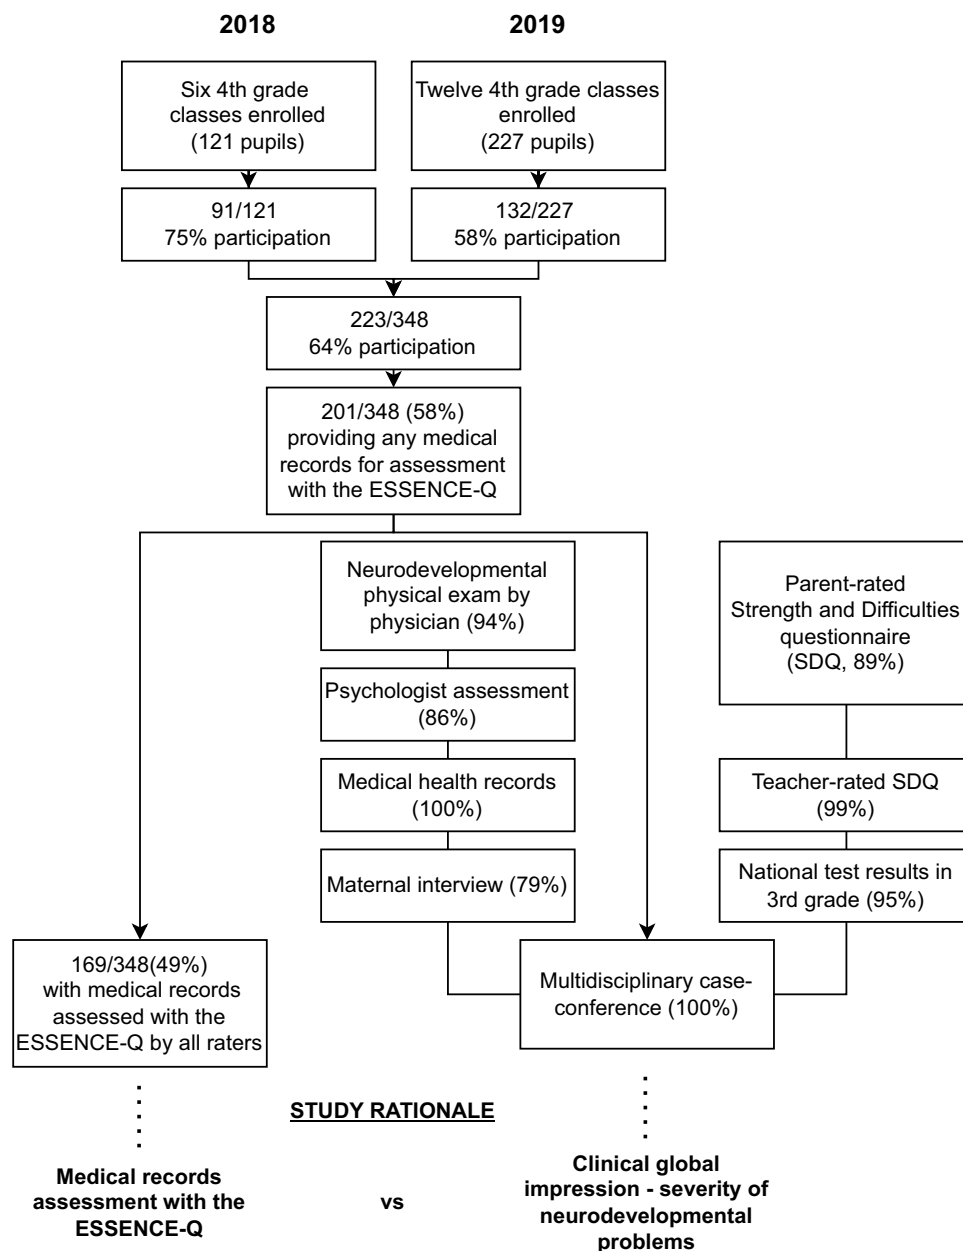 2018
2019
Six 4th grade
classes enrolled
(121 pupils)
Twelve 4th grade classes
enrolled
(227 pupils)
91/121
75% participation
132/227
58% participation
223/348
64% participation
201/348 (58%)
providing any medical
records for assessment
with the ESSENCE-Q
Neurodevelopmental
physical exam by
physician (94%)
Parent-rated
Strength and Difficulties
questionnaire
(SDQ, 89%)
Psychologist assessment
(86%)
Medical health records
(100%)
Teacher-rated SDQ
(99%)
Maternal interview (79%)
National test results in
3rd grade (95%)
169/348(49%)
with medical records
assessed with the
ESSENCE-Q by all raters
Multidisciplinary case-
conference (100%)
STUDY RATIONALE
Medical records
assessment with the
ESSENCE-Q
vs
Clinical global
impression - severity of
neurodevelopmental
problems